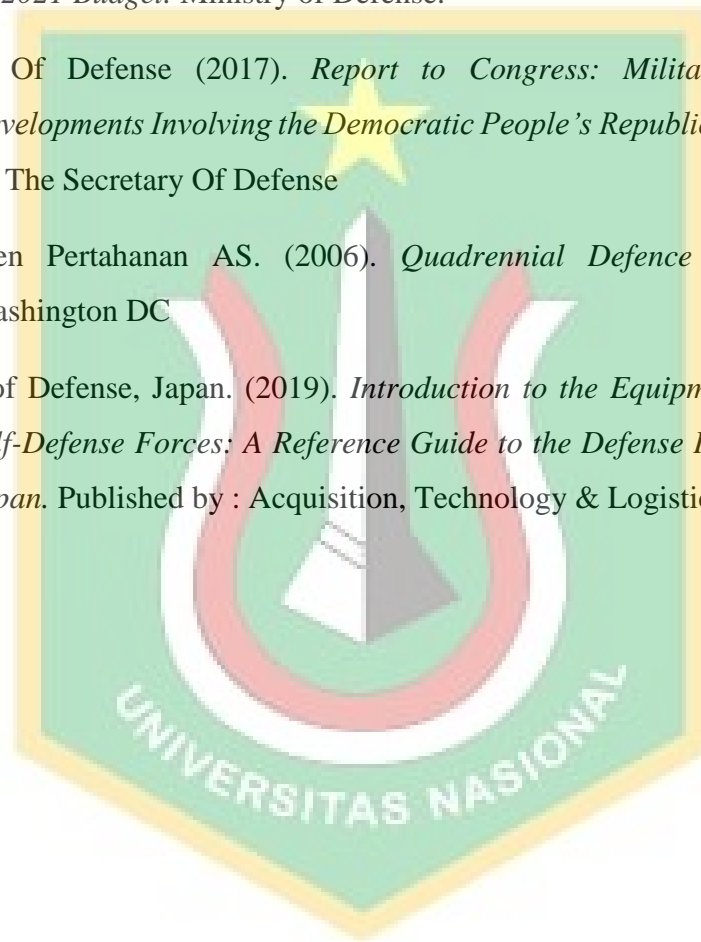 2021 Budget. Ministry of Defense.
Of Defense (2017). Report to Congress: Milita
velopments Involving the Democratic People's Republic
The Secretary Of Defense
en Pertahanan AS. (2006). Quadrennial Defence
ashington DC
of Defense, Japan. (2019). Introduction to the Equipm
lf-Defense Forces: A Reference Guide to the Defense
pan. Published by : Acquisition, Technology & Logistic
UNIVERSITAS NASIONAL